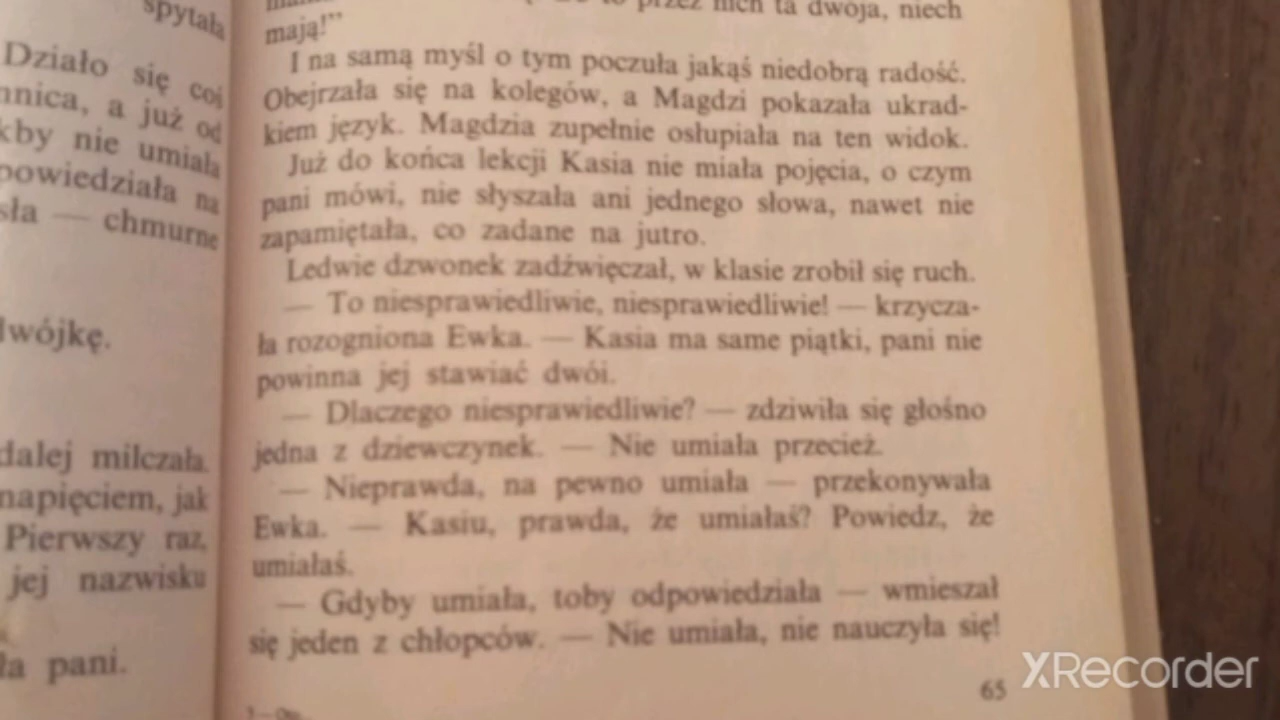 spytała
Działo się coś
mnica, a już od
kby nie umiała
powiedziała na
sła — chmurne
dwójkę.
dalej milczała.
napięciem, jak
Pierwszy raz,
jej nazwisku
ła pani.
przez nich ta dwója, niech
mają!”
I na samą myśl o tym poczuła jakąś niedobrą radość.
Obejrzała się na kolegów, a Magdzi pokazała ukrad-
kiem język. Magdzia zupełnie osłupiała na ten widok.
Już do końca lekcji Kasia nie miała pojęcia, o czym
pani mówi, nie słyszała ani jednego słowa, nawet nie
zapamiętała, co zadane na jutro.
Ledwie dzwonek zadźwięczał, w klasie zrobił się ruch.
— To niesprawiedliwie, niesprawiedliwie! — krzycza-
ła rozogniona Ewka. — Kasia ma same piątki, pani nie
powinna jej stawiać dwói.
— Dlaczego niesprawiedliwie? — zdziwiła się głośno
jedna z dziewczynek. — Nie umiała przecież.
— Nieprawda, na pewno umiała — przekonywała
Ewka. — Kasiu, prawda, że umiałaś? Powiedz, że
umiałaś.
— Gdyby umiała, toby odpowiedziała — wmieszał
się jeden z chłopców. — Nie umiała, nie nauczyła się!
65
XRecorder